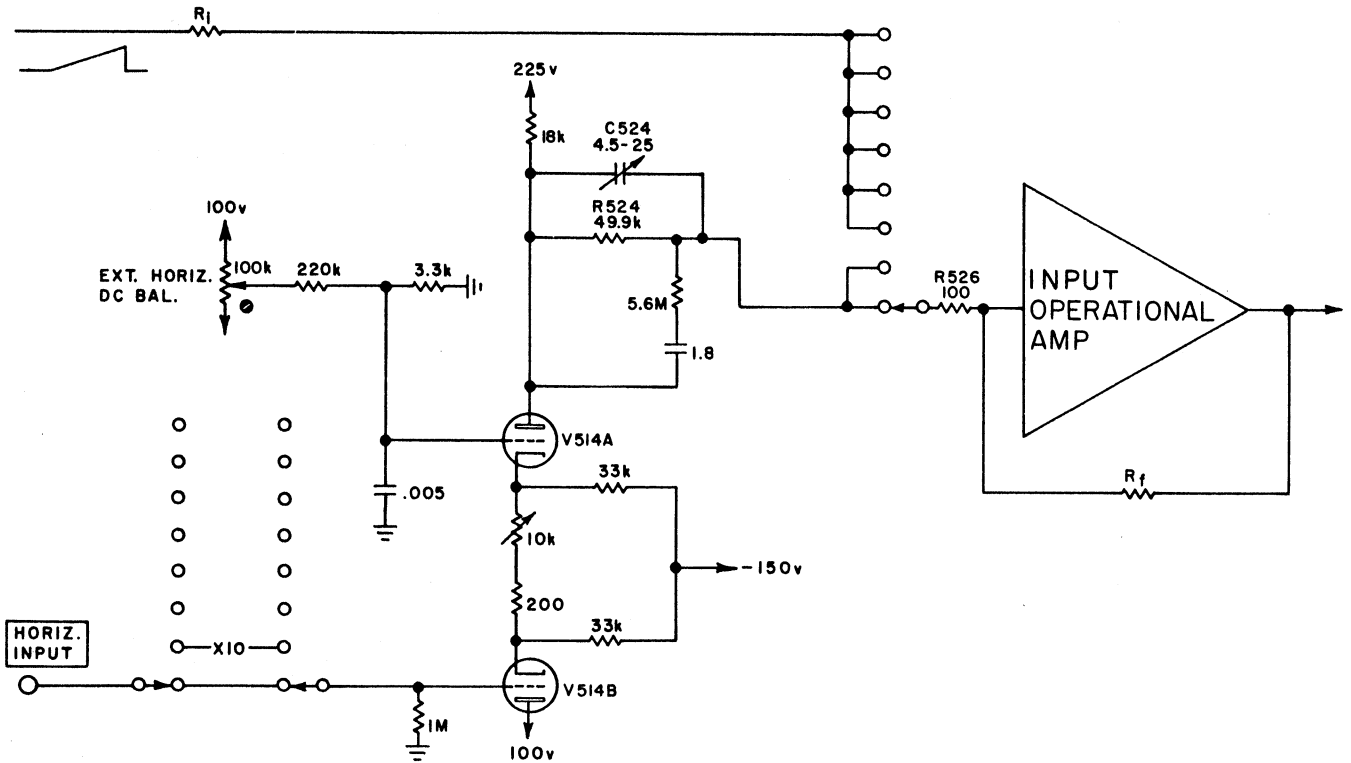 R1
225v
18k
C524
4.5-25
R524
49.9k
100v
100k
EXT. HORIZ.
DC BAL.
220k
3.3k
5.6M
1.8
R526
100
INPUT
OPERATIONAL
AMP
V514A
33k
.005
Rf
10k
-150v
200
33k
HORIZ.
INPUT
X10
V514B
1M
100v